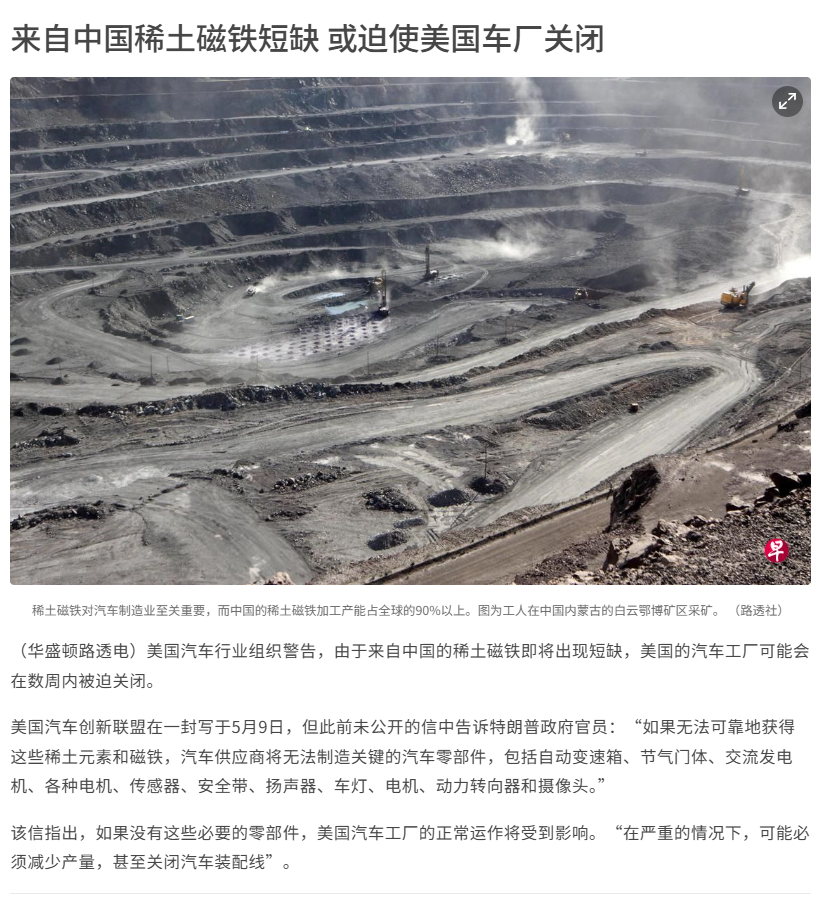 来自中国稀土磁铁短缺 或迫使美国车厂关闭
早
稀土磁铁对汽车制造业至关重要，而中国的稀土磁铁加工产能占全球的90%以上。图为工人在中国内蒙古的白云鄂博矿区采矿。（路透社）
（华盛顿路透电）美国汽车行业组织警告，由于来自中国的稀土磁铁即将出现短缺，美国的汽车工厂可能会
在数周内被迫关闭。
美国汽车创新联盟在一封写于5月9日，但此前未公开的信中告诉特朗普政府官员：“如果无法可靠地获得
这些稀土元素和磁铁，汽车供应商将无法制造关键的汽车零部件，包括自动变速箱、节气门体、交流发电
机、各种电机、传感器、安全带、扬声器、车灯、电机、动力转向器和摄像头。”
该信指出，如果没有这些必要的零部件，美国汽车工厂的正常运作将受到影响。“在严重的情况下，可能必
须减少产量，甚至关闭汽车装配线”。